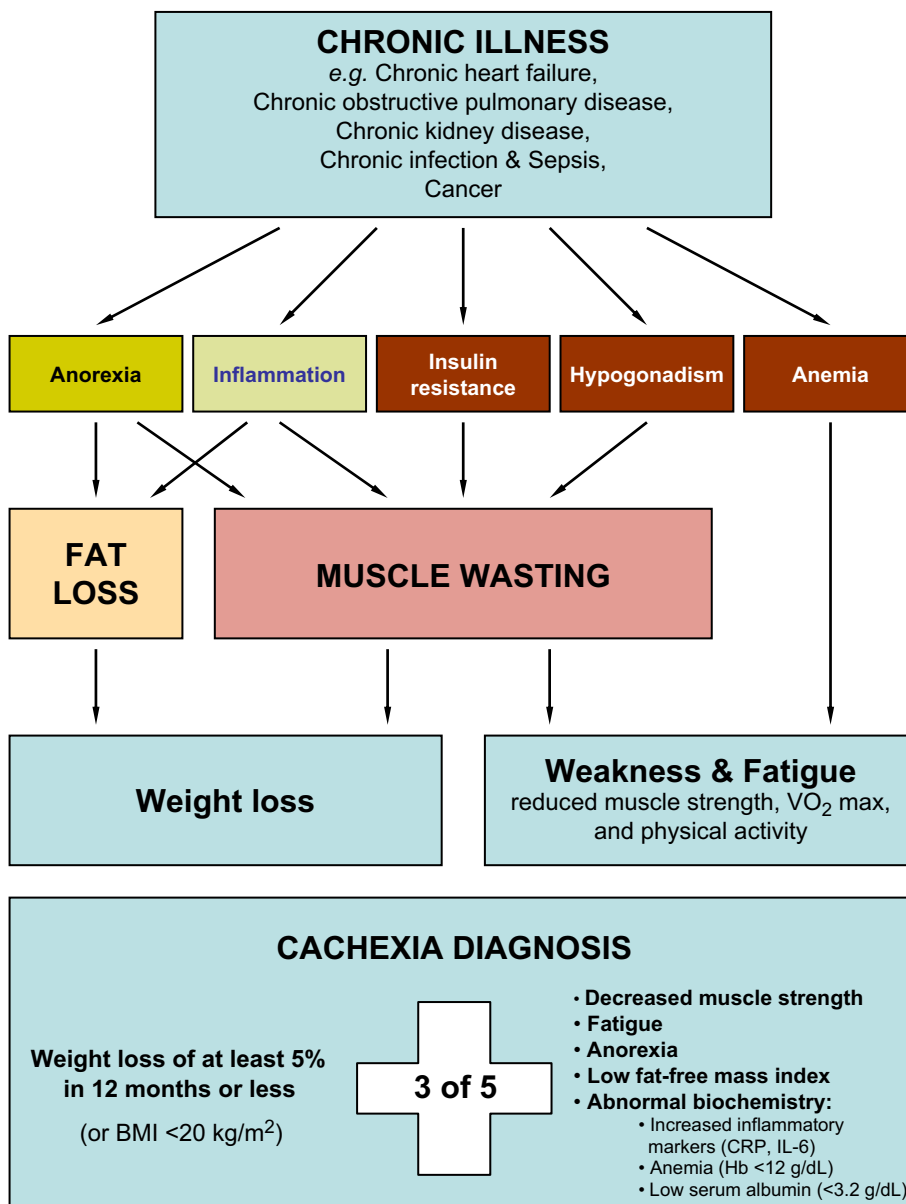 CHRONIC ILLNESS
e.g. Chronic heart failure,
Chronic obstructive pulmonary disease,
Chronic kidney disease,
Chronic infection & Sepsis,
Cancer
Anorexia
Inflammation
Insulin
resistance
Hypogonadism
Anemia
FAT
LOSS
MUSCLE WASTING
Weight loss
Weakness & Fatigue
reduced muscle strength, VO₂ max,
and physical activity
CACHEXIA DIAGNOSIS
Weight loss of at least 5%
in 12 months or less
(or BMI <20 kg/m²)
3 of 5
• Decreased muscle strength
• Fatigue
• Anorexia
• Low fat-free mass index
• Abnormal biochemistry:
• Increased inflammatory
markers (CRP, IL-6)
• Anemia (Hb <12 g/dL)
• Low serum albumin (<3.2 g/dL)